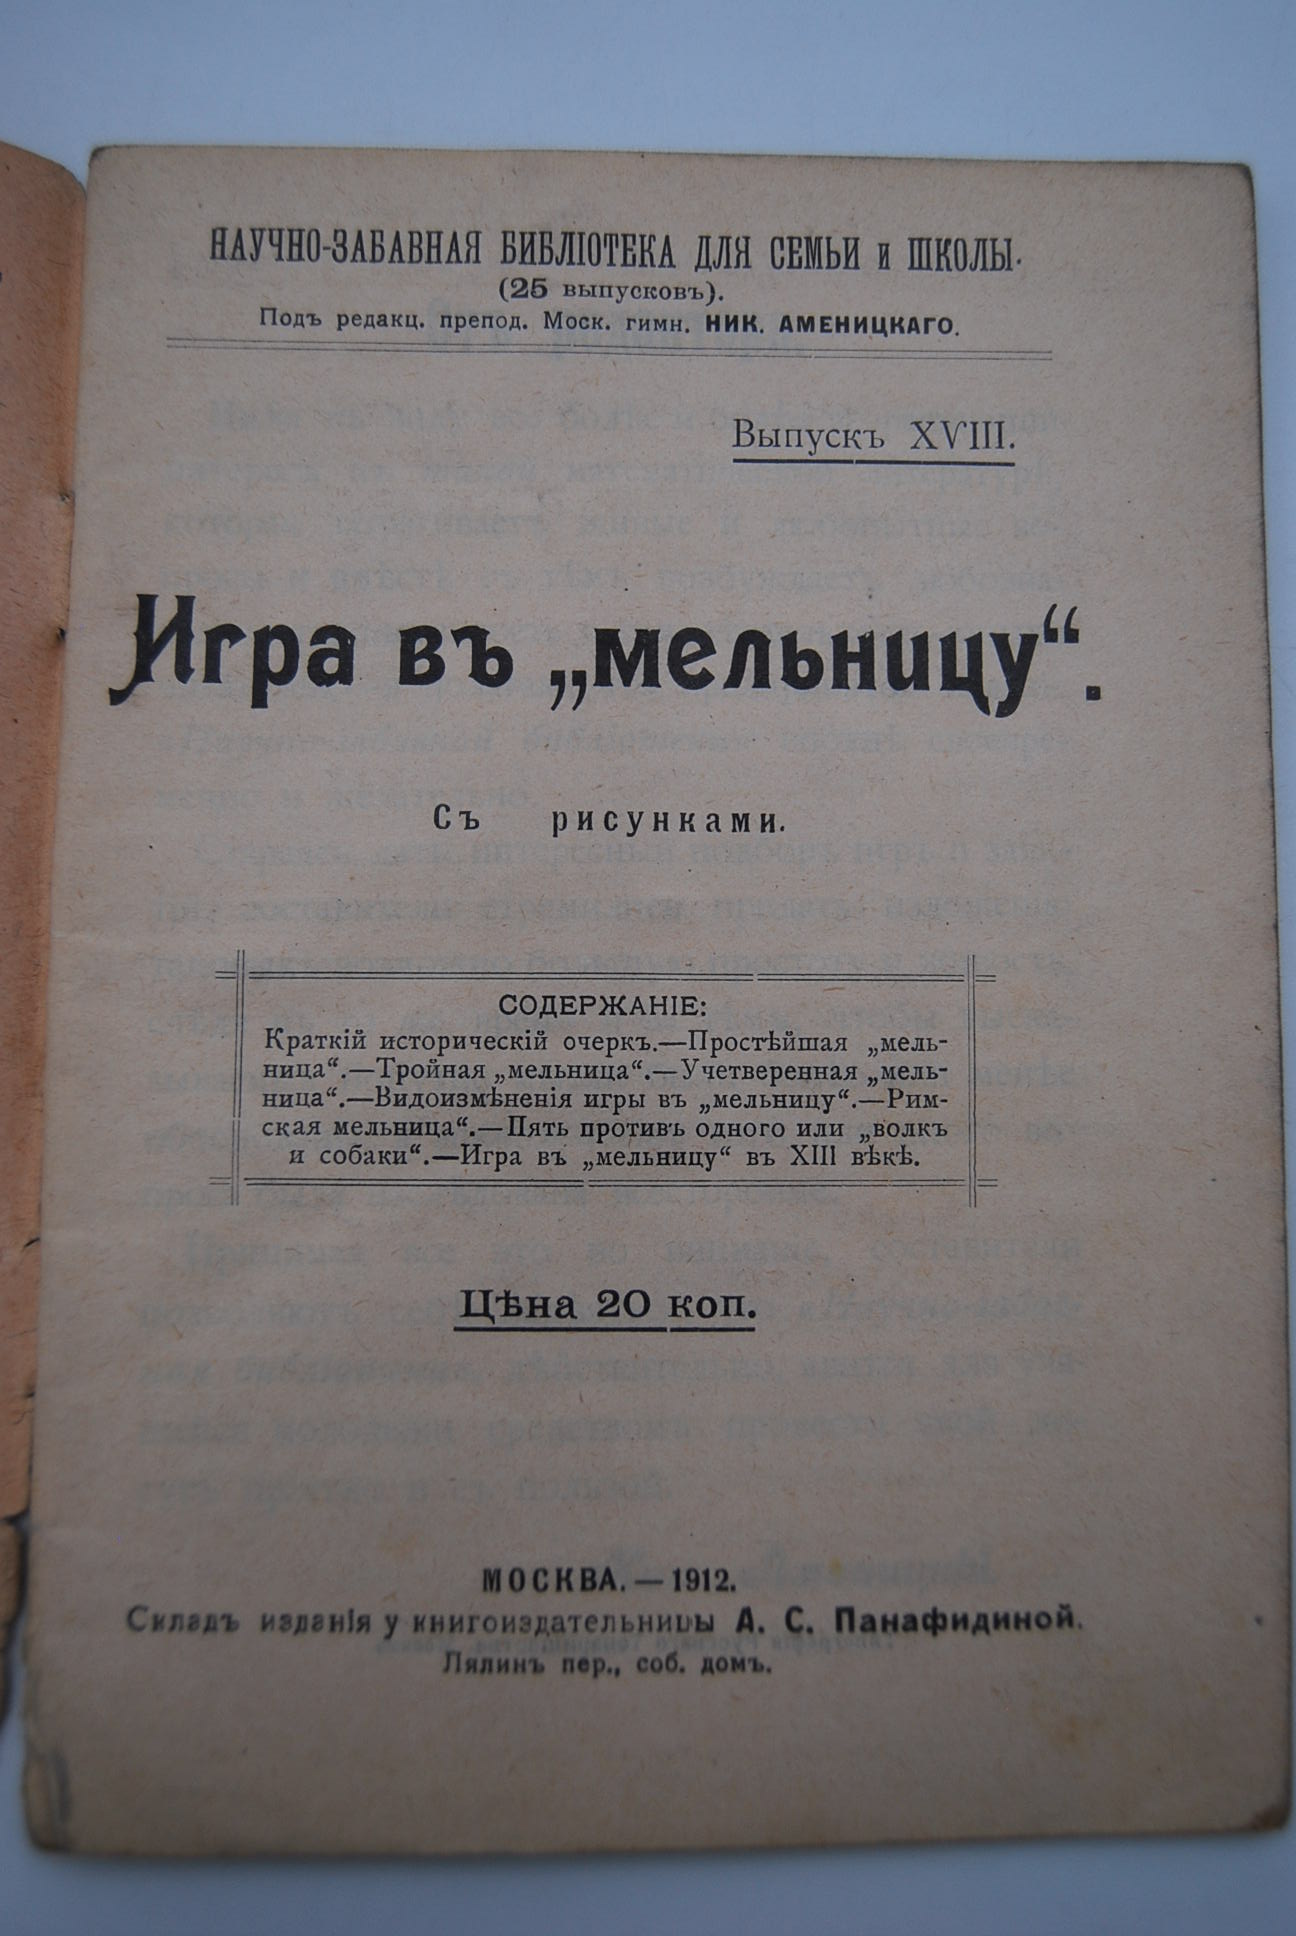 НАУЧНО-ЗАБАВНАЯ БИБЛІОТЕКА ДЛЯ СЕМЬИ и ШКОЛЫ.
(25 выпусковъ).
Подъ редакц. препод. Моск. гимн. НИК. АМЕНИЦКАГО.
Выпускъ XVIII.
Игра въ „мельницу“.
Съ рисунками.
СОДЕРЖАНІЕ:
Краткій историческій очеркъ.—Простѣйшая „мель-
ница“.—Тройная „мельница“.—Учетверенная „мель-
ница“.—Видоизмѣненія игры въ „мельницу“.—Рим-
ская мельница“.—Пять противъ одного или „волкъ
и собаки“.—Игра въ „мельницу“ въ XIII вѣкѣ.
Цѣна 20 коп.
МОСКВА.—1912.
Складъ изданія у книгоиздательницы А. С. Панафидиной.
Лялинъ пер., соб. домъ.